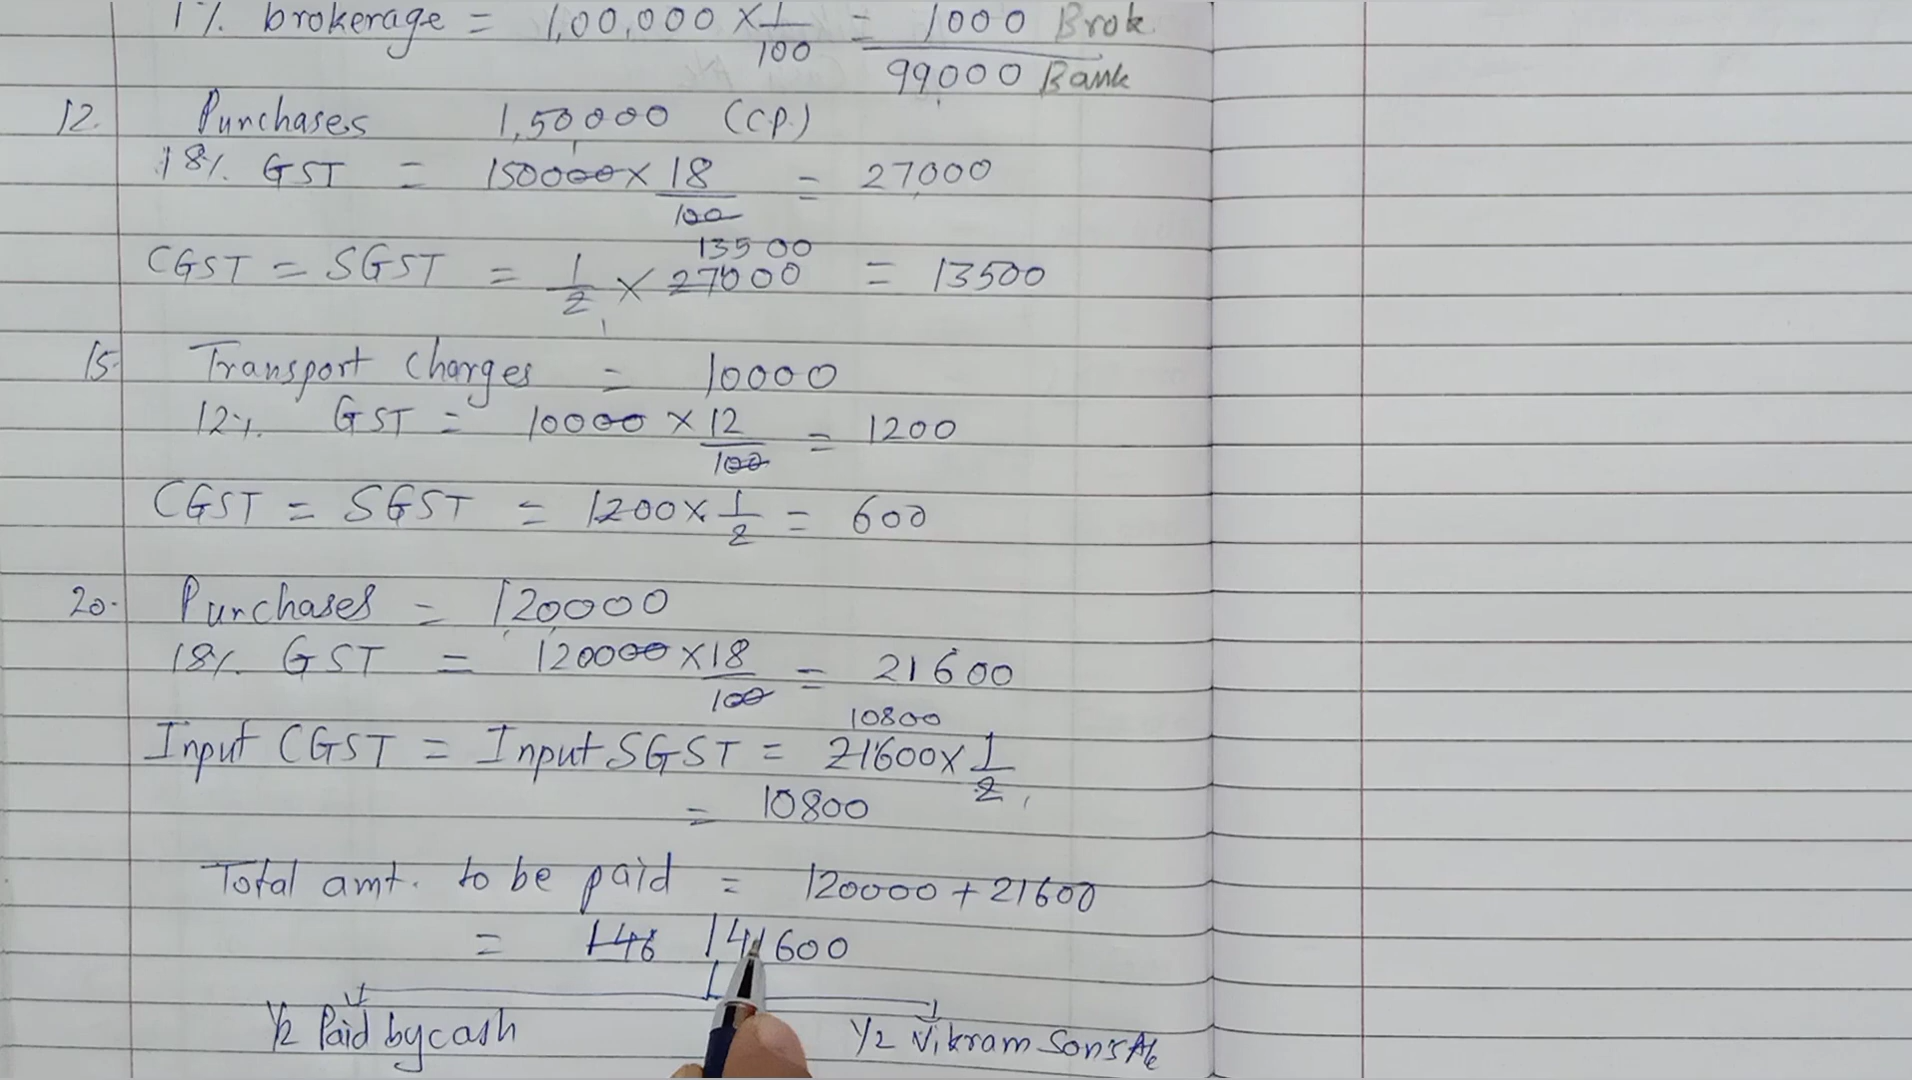 1% brokerage = 1,00,000 × 1/100 = 1000 Brok.
99000 Bank
12. Purchases 1,50000 (CP)
18% GST = 150000 × 18/100 = 27000
13500
CGST = SGST = 1/2 × 27000 = 13500
15. Transport Charges = 10000
12% GST = 10000 × 12/100 = 1200
CGST = SGST = 1200 × 1/2 = 600
20. Purchases = 120000
18% GST = 120000 × 18/100 = 21600
10800
Input CGST = Input SGST = 21600 × 1/2
= 10800
Total amt. to be paid = 120000 + 21600
= 146 141600
1/2 Paid by cash 1/2 Vikram Sons A/c